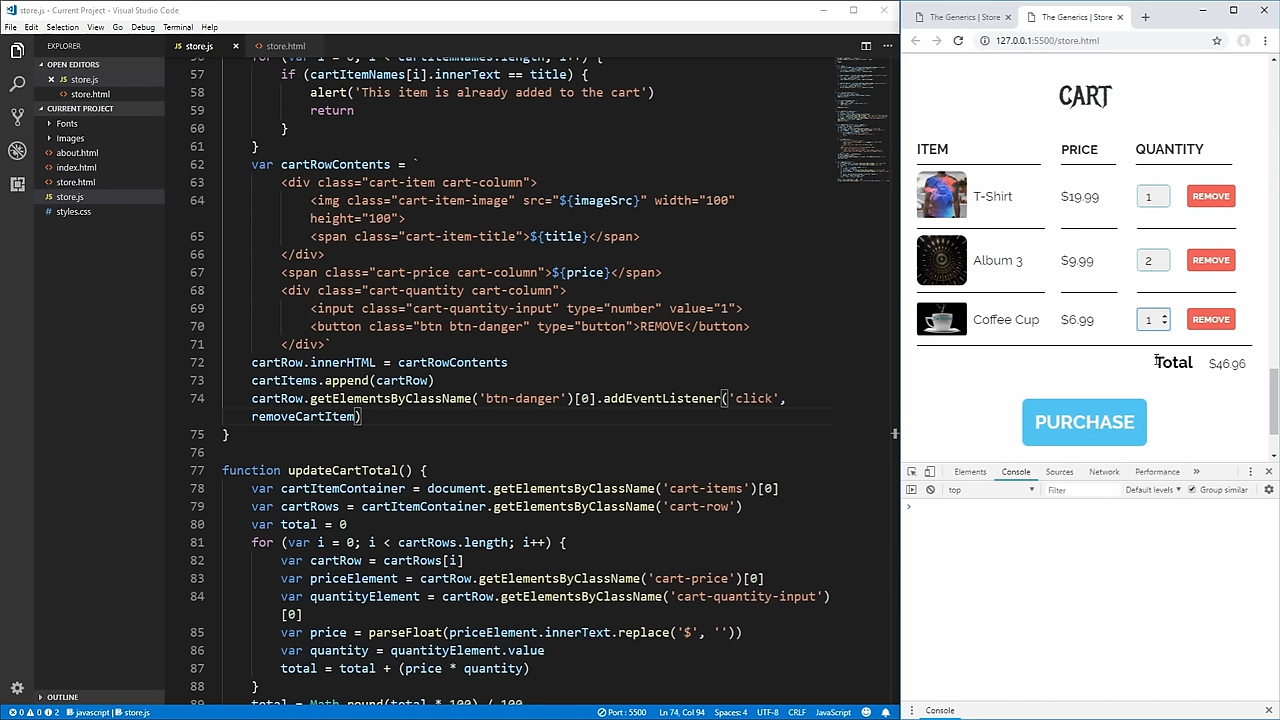 store.js - Current Project - Visual Studio Code
File Edit Selection View Go Debug Terminal Help
EXPLORER
OPEN EDITORS
store.js
store.html
CURRENT PROJECT
Fonts
Images
about.html
index.html
store.html
store.js
styles.css
OUTLINE
store.js
store.html
57 if (cartItemNames[i].innerText == title) {
58 alert('This item is already added to the cart')
59 return
60 }
61 }
62 var cartRowContents = `
63 <div class="cart-item cart-column">
64 <img class="cart-item-image" src="${imageSrc}" width="100"
height="100">
65 <span class="cart-item-title">${title}</span>
66 </div>
67 <span class="cart-price cart-column">${price}</span>
68 <div class="cart-quantity cart-column">
69 <input class="cart-quantity-input" type="number" value="1">
70 <button class="btn btn-danger" type="button">REMOVE</button>
71 </div>`
72 cartRow.innerHTML = cartRowContents
73 cartItems.append(cartRow)
74 cartRow.getElementsByClassName('btn-danger')[0].addEventListener('click',
removeCartItem)
75 }
76
77 function updateCartTotal() {
78 var cartItemContainer = document.getElementsByClassName('cart-items')[0]
79 var cartRows = cartItemContainer.getElementsByClassName('cart-row')
80 var total = 0
81 for (var i = 0; i < cartRows.length; i++) {
82 var cartRow = cartRows[i]
83 var priceElement = cartRow.getElementsByClassName('cart-price')[0]
84 var quantityElement = cartRow.getElementsByClassName('cart-quantity-input')
[0]
85 var price = parseFloat(priceElement.innerText.replace('$', ''))
86 var quantity = quantityElement.value
87 total = total + (price * quantity)
88 }
0 0 2 javascript | store.js
Port : 5500 Ln 74, Col 94 Spaces: 4 UTF-8 CRLF JavaScript
The Generics | Store
The Generics | Store
127.0.0.1:5500/store.html
CART
ITEM PRICE QUANTITY
T-Shirt $19.99 1 REMOVE
Album 3 $9.99 2 REMOVE
Coffee Cup $6.99 1 REMOVE
Total $46.96
PURCHASE
Elements Console Sources Network Performance »
top Filter Default levels Group similar
Console